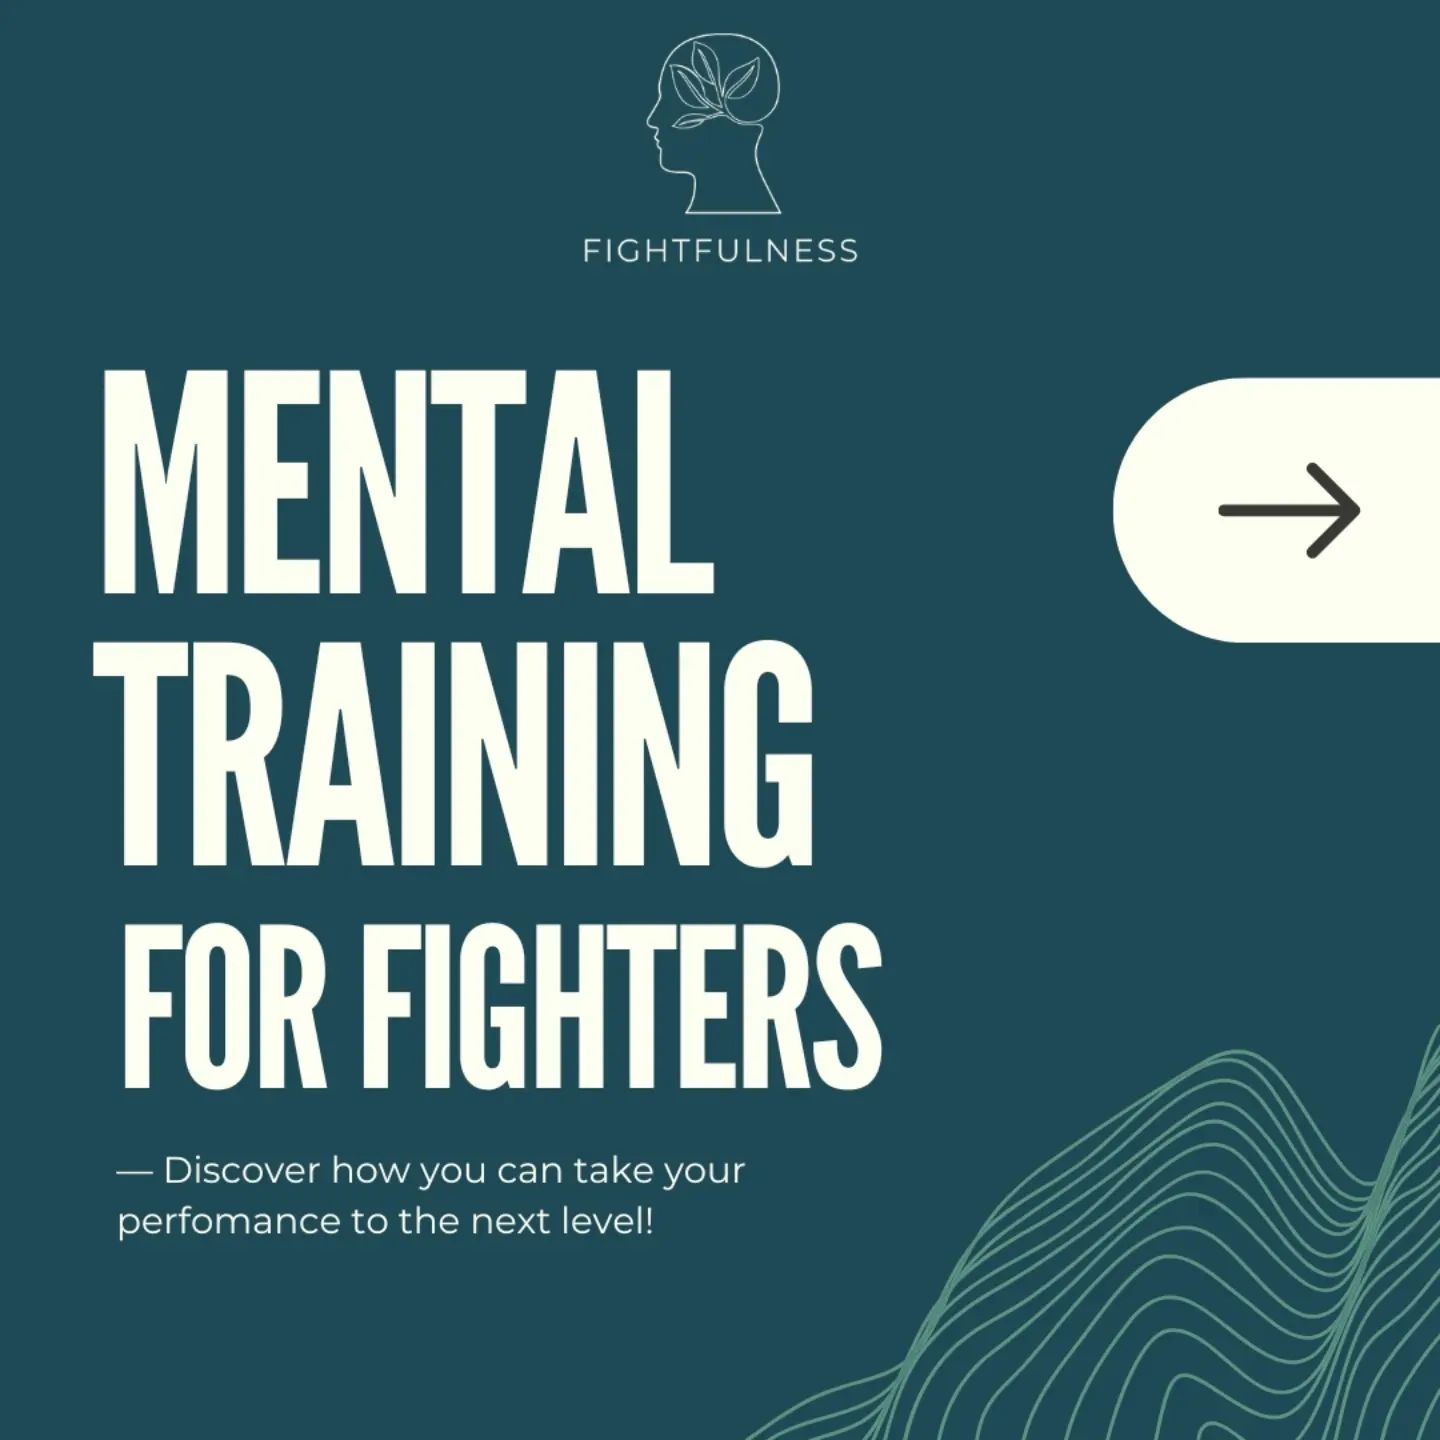 FIGHTFULNESS
MENTAL
TRAINING
FOR FIGHTERS
— Discover how you can take your
perfomance to the next level!